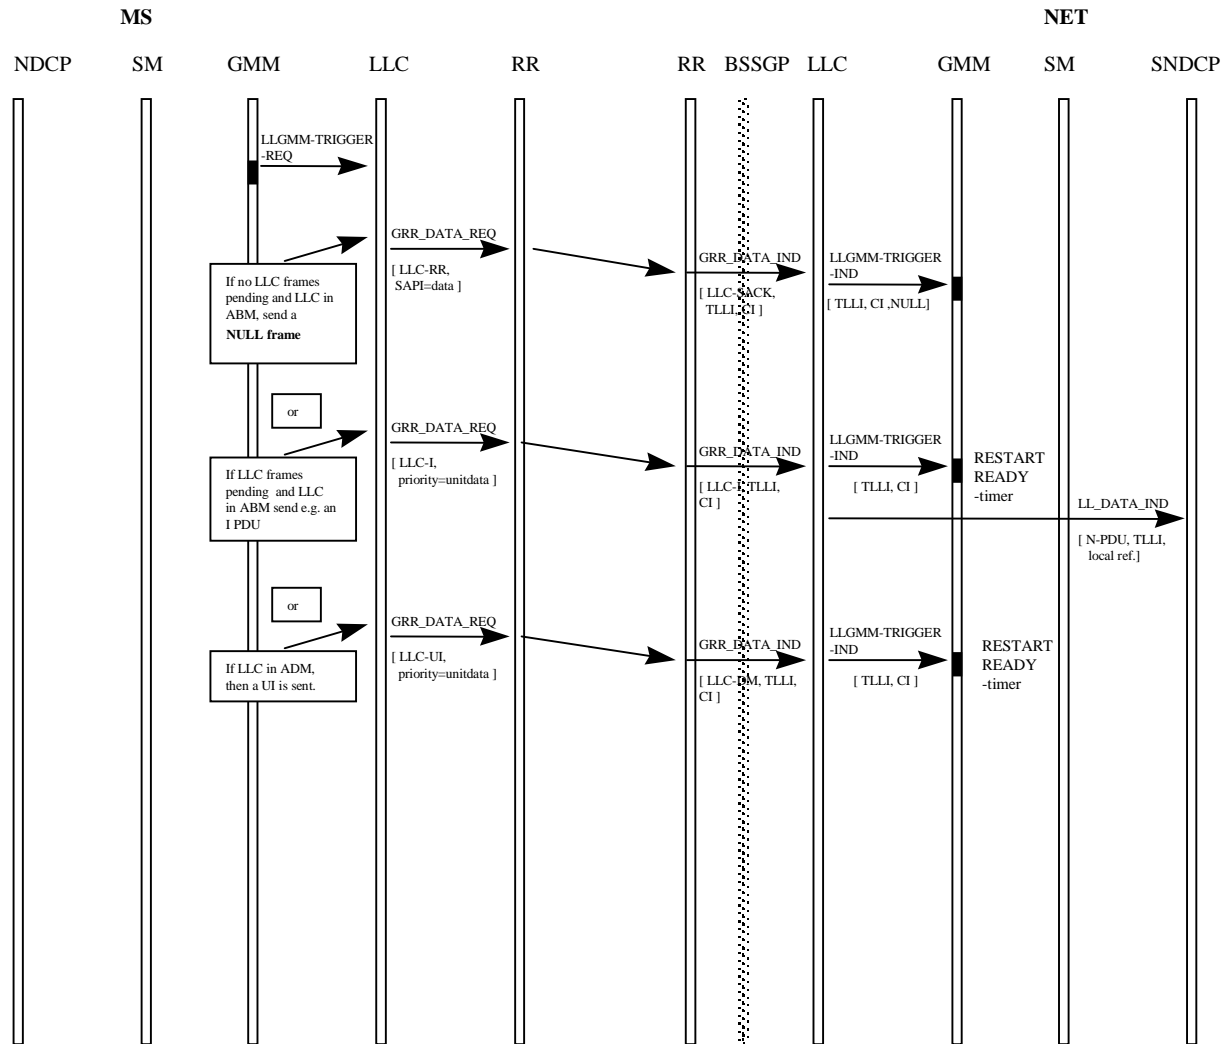 MS NET
NDCP SM GMM LLC RR RR BSSGP LLC GMM SM SNDCP
LLGMM-TRIGGER
-REQ
GRR_DATA_REQ
[ LLC-RR,
SAPI=data ]
GRR_DATA_IND
[ LLC-SACK,
TLLI, CI ]
LLGMM-TRIGGER
-IND
[ TLLI, CI ,NULL]
If no LLC frames
pending and LLC in
ABM, send a
NULL frame
or
GRR_DATA_REQ
[ LLC-I,
priority=unitdata ]
GRR_DATA_IND
[ LLC-I, TLLI,
CI ]
LLGMM-TRIGGER
-IND
[ TLLI, CI ]
RESTART
READY
-timer
If LLC frames
pending and LLC
in ABM send e.g. an
I PDU
LL_DATA_IND
[ N-PDU, TLLI,
local ref.]
or
GRR_DATA_REQ
[ LLC-UI,
priority=unitdata ]
GRR_DATA_IND
[ LLC-DM, TLLI,
CI ]
LLGMM-TRIGGER
-IND
[ TLLI, CI ]
RESTART
READY
-timer
If LLC in ADM,
then a UI is sent.